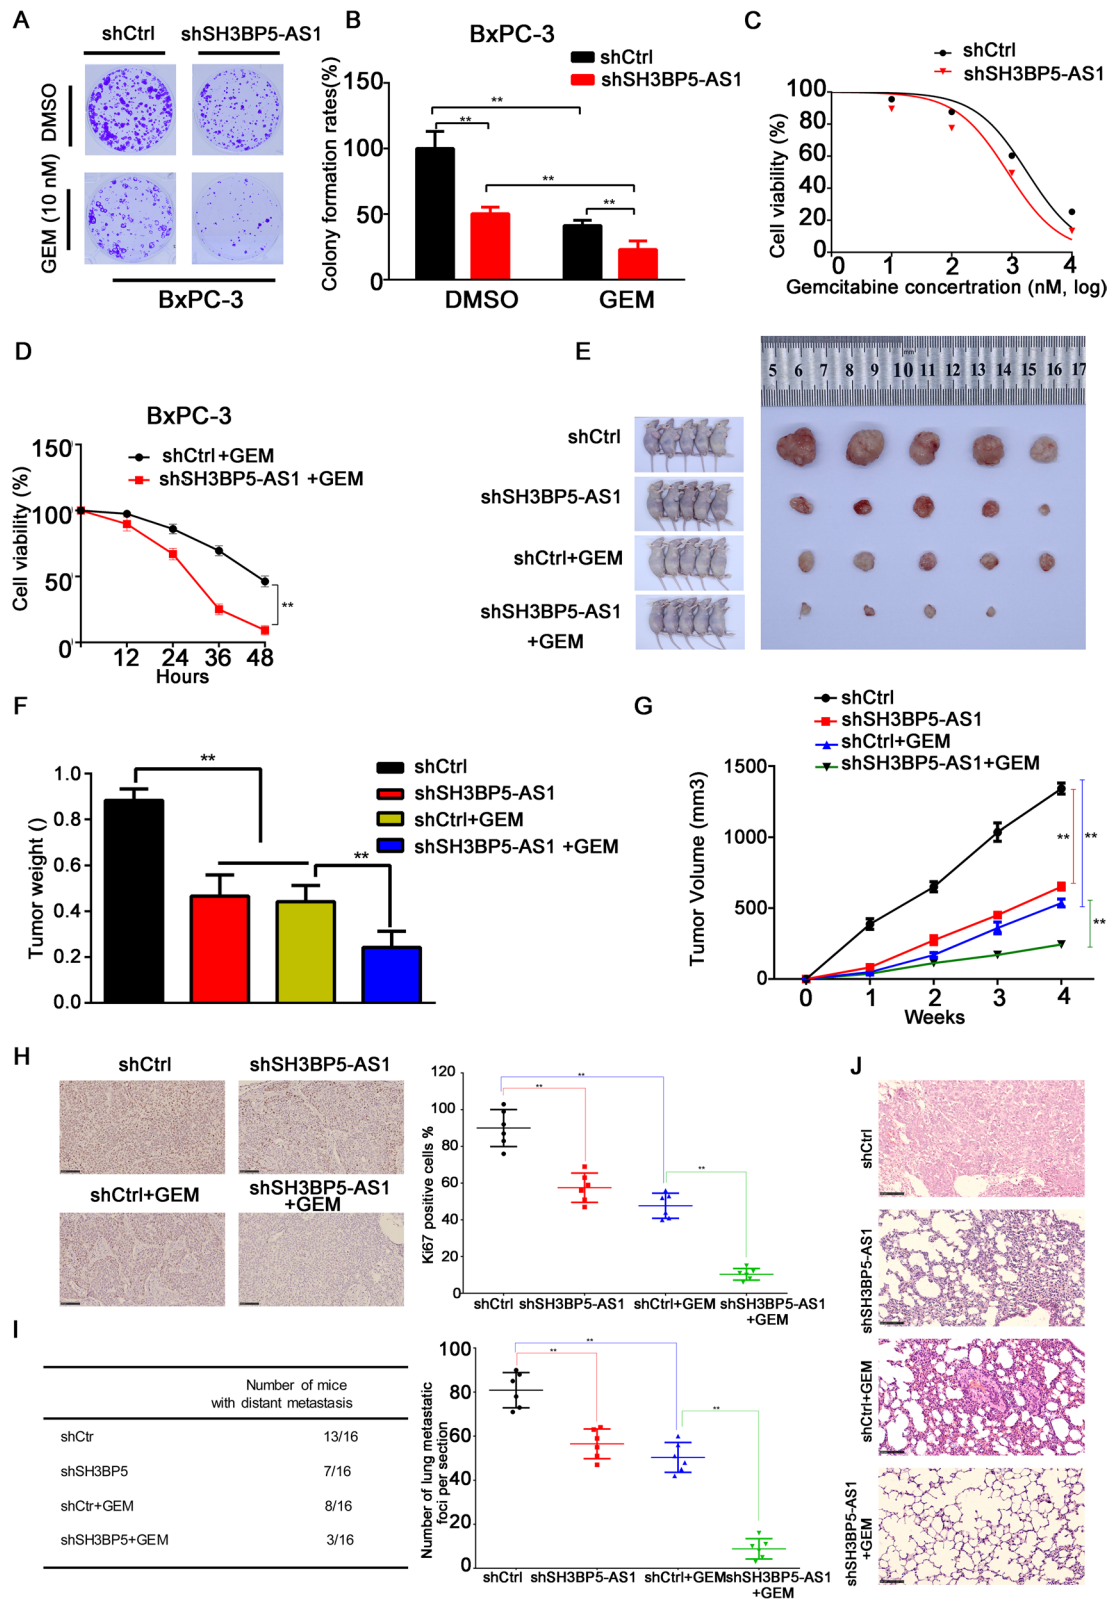 A
shCtrl shSH3BP5-AS1
DMSO
GEM (10 nM)
BxPC-3
B
BxPC-3
shCtrl
shSH3BP5-AS1
Colony formation rates(%)
150
100
50
0
**
**
**
**
DMSO GEM
C
shCtrl
shSH3BP5-AS1
Cell viability (%)
100
80
60
40
20
0
0 1 2 3 4
Gemcitabine concertration (nM, log)
D
BxPC-3
shCtrl+GEM
shSH3BP5-AS1 +GEM
Cell viability (%)
150
100
50
0
**
12 24 36 48
Hours
E
mm
5 6 7 8 9 10 11 12 13 14 15 16 17
shCtrl
shSH3BP5-AS1
shCtrl+GEM
shSH3BP5-AS1
+GEM
F
Tumor weight ()
1.0
0.8
0.6
0.4
0.2
0.0
**
**
shCtrl
shSH3BP5-AS1
shCtrl+GEM
shSH3BP5-AS1 +GEM
G
shCtrl
shSH3BP5-AS1
shCtrl+GEM
shSH3BP5-AS1+GEM
Tumor Volume (mm3)
1500
1000
500
0
**
**
**
0 1 2 3 4
Weeks
H
shCtrl shSH3BP5-AS1
shCtrl+GEM shSH3BP5-AS1
+GEM
Ki67 positive cells %
120
100
80
60
40
20
0
**
**
**
shCtrl shSH3BP5-AS1 shCtrl+GEM shSH3BP5-AS1
+GEM
I
Number of mice
with distant metastasis
shCtr 13/16
shSH3BP5 7/16
shCtr+GEM 8/16
shSH3BP5+GEM 3/16
Number of lung metastatic
foci per section
100
80
60
40
20
0
**
**
**
shCtrl shSH3BP5-AS1 shCtrl+GEM shSH3BP5-AS1
+GEM
J
shCtrl
shSH3BP5-AS1
shCtrl+GEM
shSH3BP5-AS1
+GEM